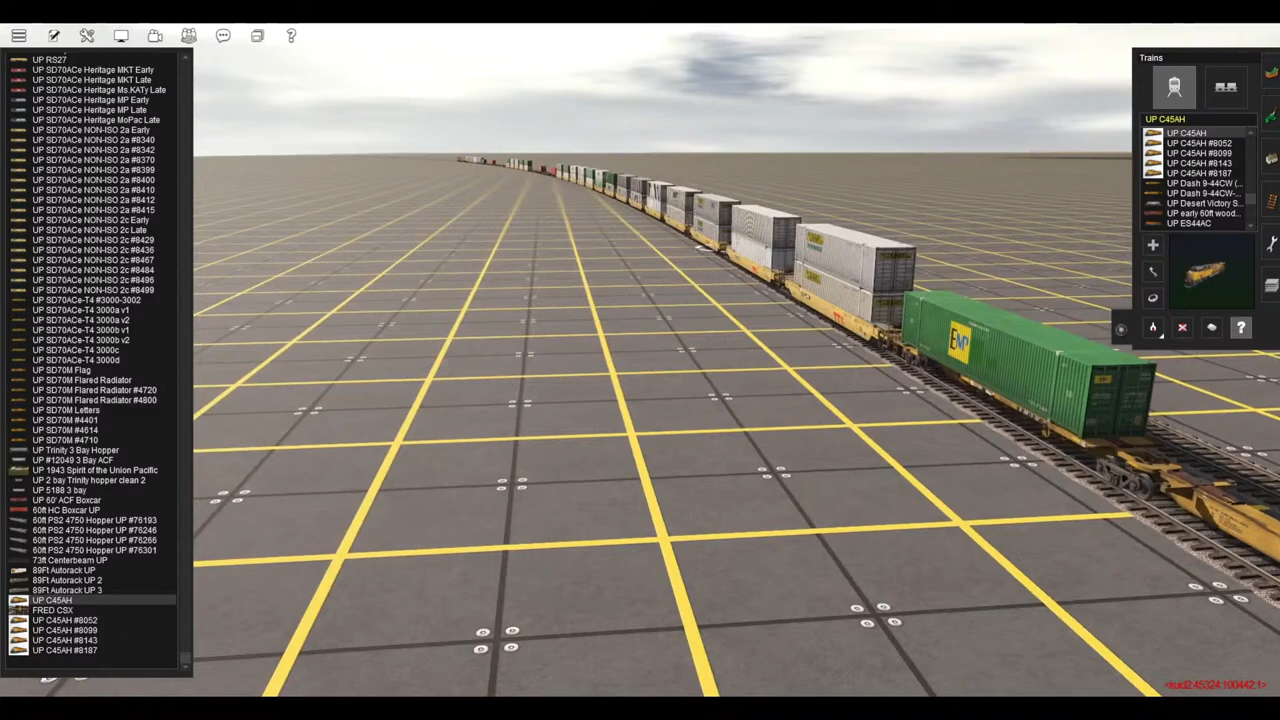 UP RS27
UP SD70ACe Heritage MKT Early
UP SD70ACe Heritage MKT Late
UP SD70ACe Heritage Ms.KATy Late
UP SD70ACe Heritage MP Early
UP SD70ACe Heritage MP Late
UP SD70ACe Heritage MoPac Late
UP SD70ACe NON-ISO 2a Early
UP SD70ACe NON-ISO 2a #8340
UP SD70ACe NON-ISO 2a #8342
UP SD70ACe NON-ISO 2a #8370
UP SD70ACe NON-ISO 2a #8399
UP SD70ACe NON-ISO 2a #8400
UP SD70ACe NON-ISO 2a #8410
UP SD70ACe NON-ISO 2a #8412
UP SD70ACe NON-ISO 2a #8415
UP SD70ACe NON-ISO 2c Early
UP SD70ACe NON-ISO 2c Late
UP SD70ACe NON-ISO 2c #8429
UP SD70ACe NON-ISO 2c #8436
UP SD70ACe NON-ISO 2c #8467
UP SD70ACe NON-ISO 2c #8484
UP SD70ACe NON-ISO 2c #8496
UP SD70ACe NON-ISO 2c #8499
UP SD70ACe-T4 #3000-3002
UP SD70ACe-T4 3000a v1
UP SD70ACe-T4 3000a v2
UP SD70ACe-T4 3000b v1
UP SD70ACe-T4 3000b v2
UP SD70ACe-T4 3000c
UP SD70ACe-T4 3000d
UP SD70M Flag
UP SD70M Flared Radiator
UP SD70M Flared Radiator #4720
UP SD70M Flared Radiator #4800
UP SD70M Letters
UP SD70M #4401
UP SD70M #4614
UP SD70M #4710
UP Trinity 3 Bay Hopper
UP #12049 3 Bay ACF
UP 1943 Spirit of the Union Pacific
UP 2 bay Trinity hopper clean 2
UP 5188 3 bay
UP 60' ACF Boxcar
60ft HC Boxcar UP
60ft PS2 4750 Hopper UP #76193
60ft PS2 4750 Hopper UP #76246
60ft PS2 4750 Hopper UP #76266
60ft PS2 4750 Hopper UP #76301
73ft Centerbeam UP
89Ft Autorack UP
89Ft Autorack UP 2
89Ft Autorack UP 3
UP C45AH
FRED CSX
UP C45AH #8052
UP C45AH #8099
UP C45AH #8143
UP C45AH #8187
Trains
UP C45AH
UP C45AH
UP C45AH #8052
UP C45AH #8099
UP C45AH #8143
UP C45AH #8187
UP Dash 9-44CW (...
UP Dash 9-44CW-...
UP Desert Victory S...
UP early 60ft wood...
UP ES44AC
?
EMP
<kuid2:45324:100442:1>